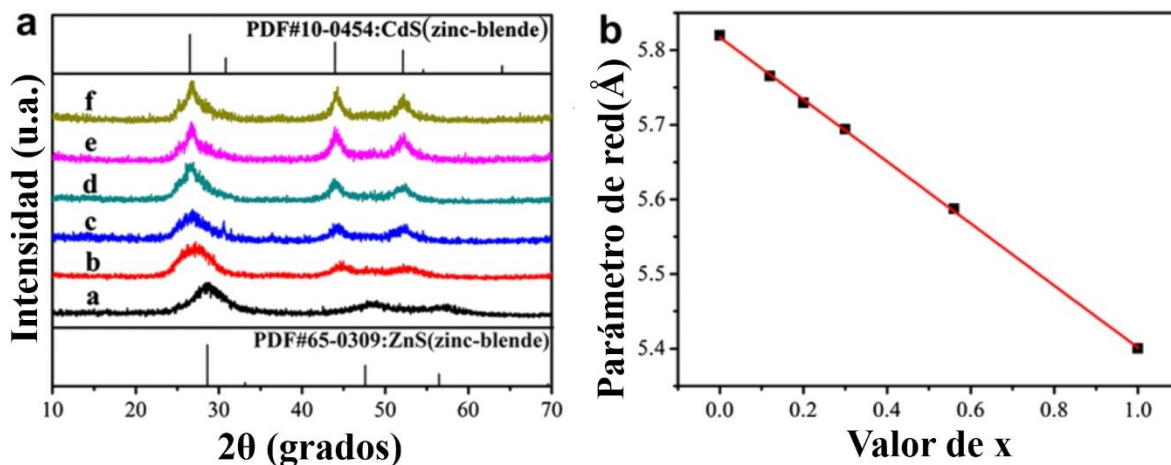 a
PDF#10-0454:CdS(zinc-blende)
f
e
d
c
b
a
PDF#65-0309:ZnS(zinc-blende)
10 20 30 40 50 60 70
2θ (grados)
Intensidad (u.a.)
b
5.8
5.7
5.6
5.5
5.4
0.0 0.2 0.4 0.6 0.8 1.0
Valor de x
Parámetro de red(Å)